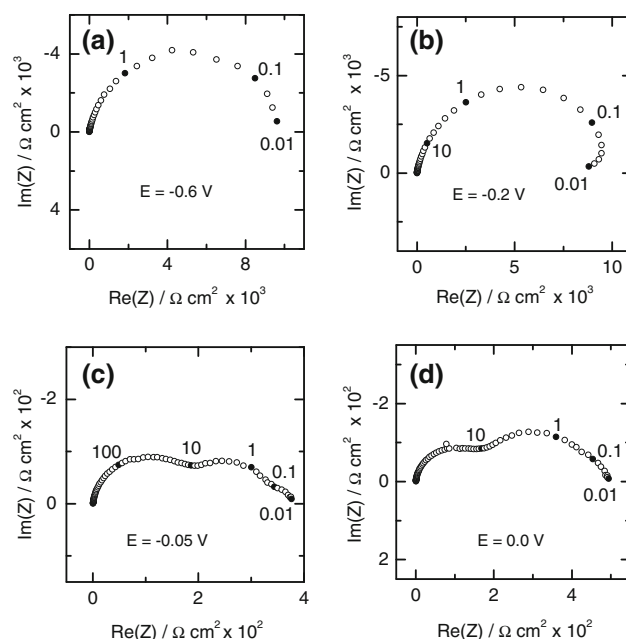 (a)
-4
0
4
Im(Z) / Ω cm² x 10³
1
0.1
0.01
E = -0.6 V
0 4 8
Re(Z) / Ω cm² x 10³
(b)
-5
0
Im(Z) / Ω cm² x 10³
1
0.1
10
0.01
E = -0.2 V
0 5 10
Re(Z) / Ω cm² x 10³
(c)
-2
0
Im(Z) / Ω cm² x 10²
100
10
1
0.1
0.01
E = -0.05 V
0 2 4
Re(Z) / Ω cm² x 10²
(d)
-2
0
2
Im(Z) / Ω cm² x 10²
10
1
0.1
0.01
E = 0.0 V
0 2 4
Re(Z) / Ω cm² x 10²